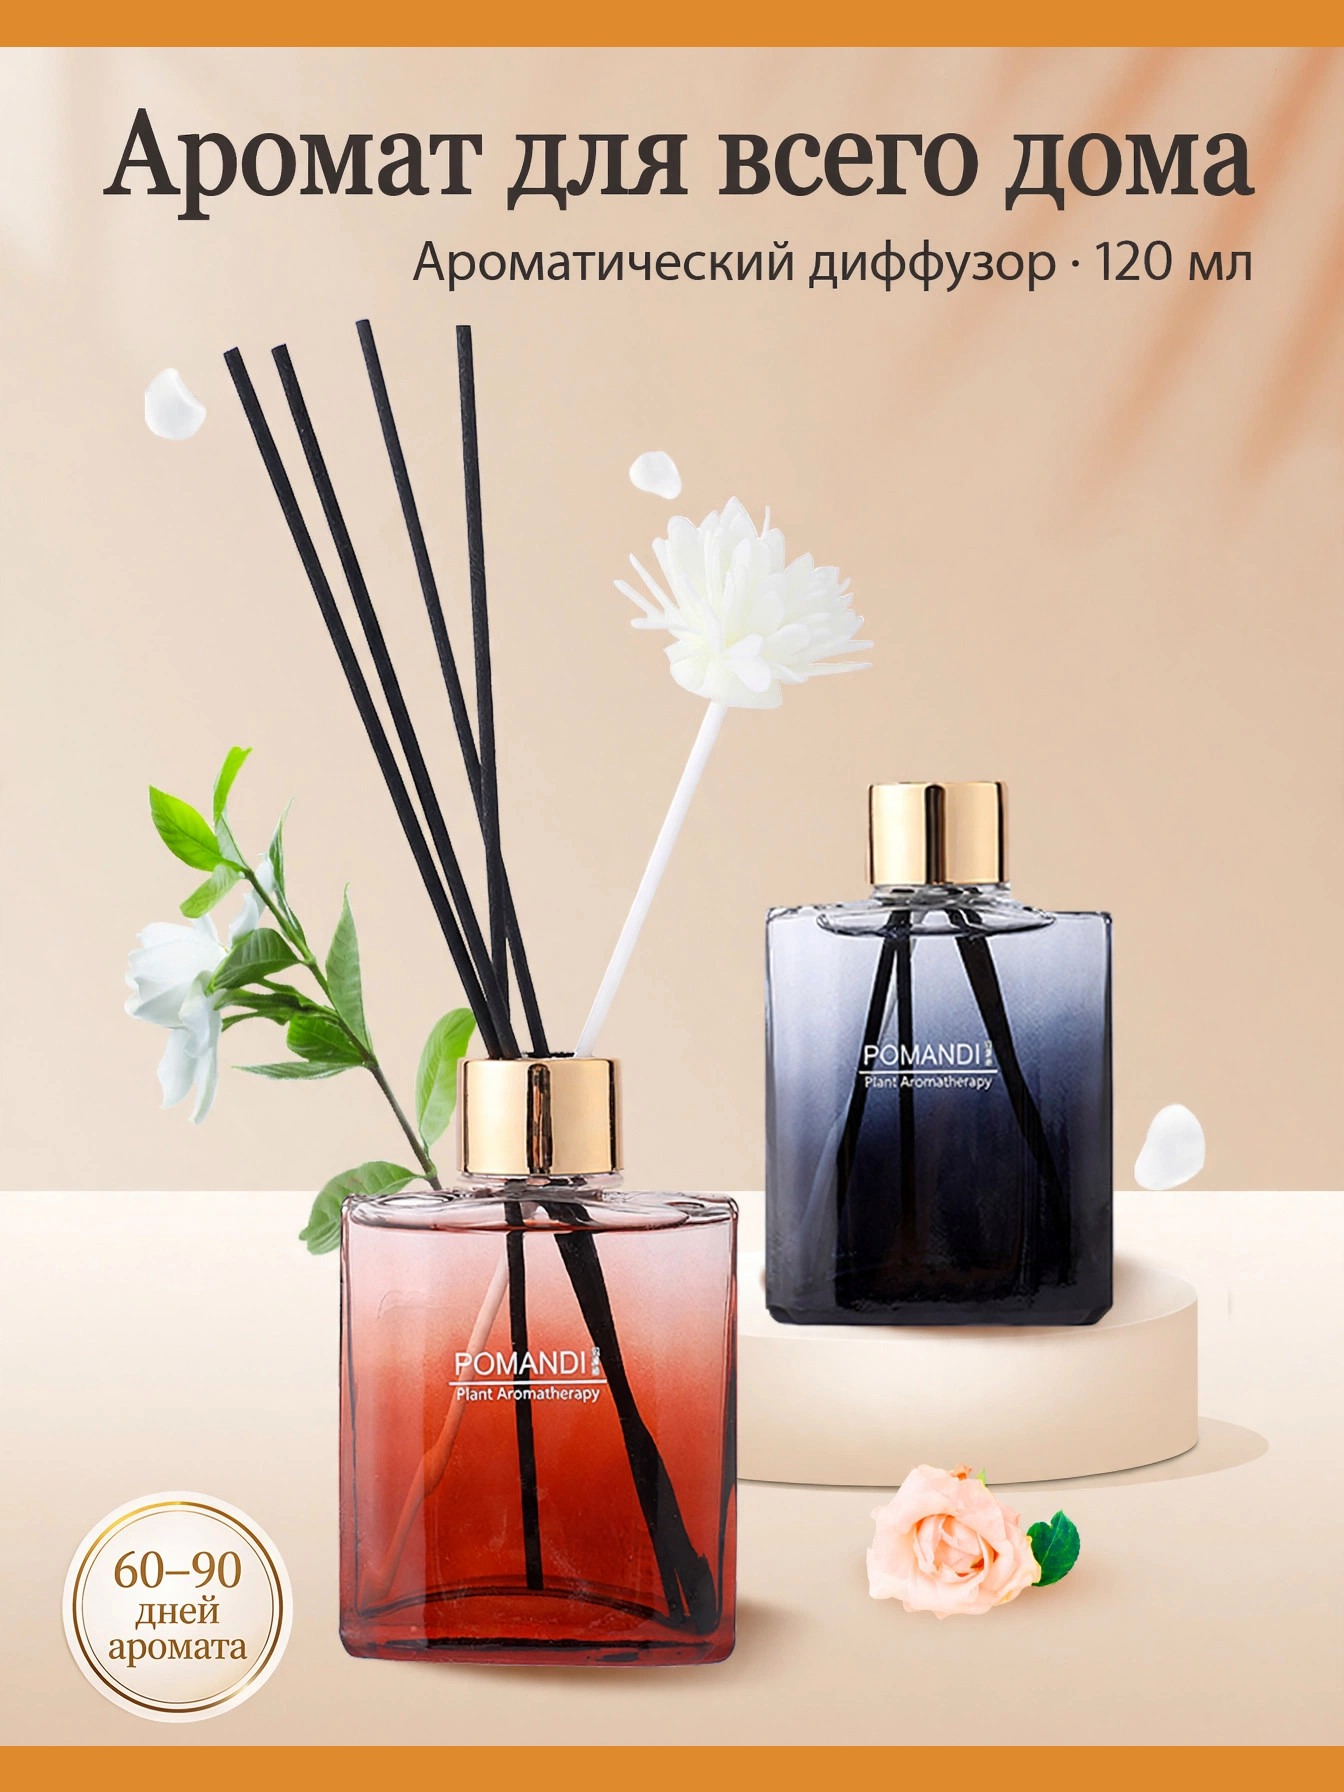 Аромат для всего дома
Ароматический диффузор · 120 мл
POMANDI
Plant Aromatherapy
POMANDI
Plant Aromatherapy
60–90
дней
аромата